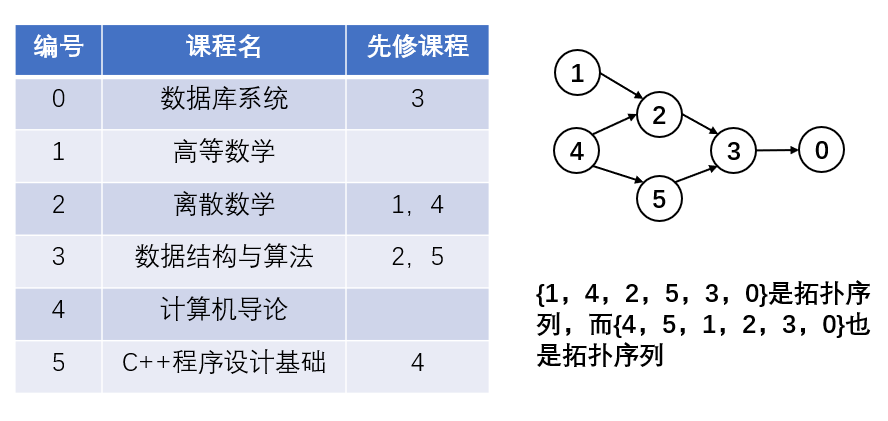 编号 课程名 先修课程
0 数据库系统 3
1 高等数学
2 离散数学 1，4
3 数据结构与算法 2，5
4 计算机导论
5 C++程序设计基础 4
1
2
4
3
0
5
{1，4，2，5，3，0}是拓扑序
列，而{4，5，1，2，3，0}也
是拓扑序列